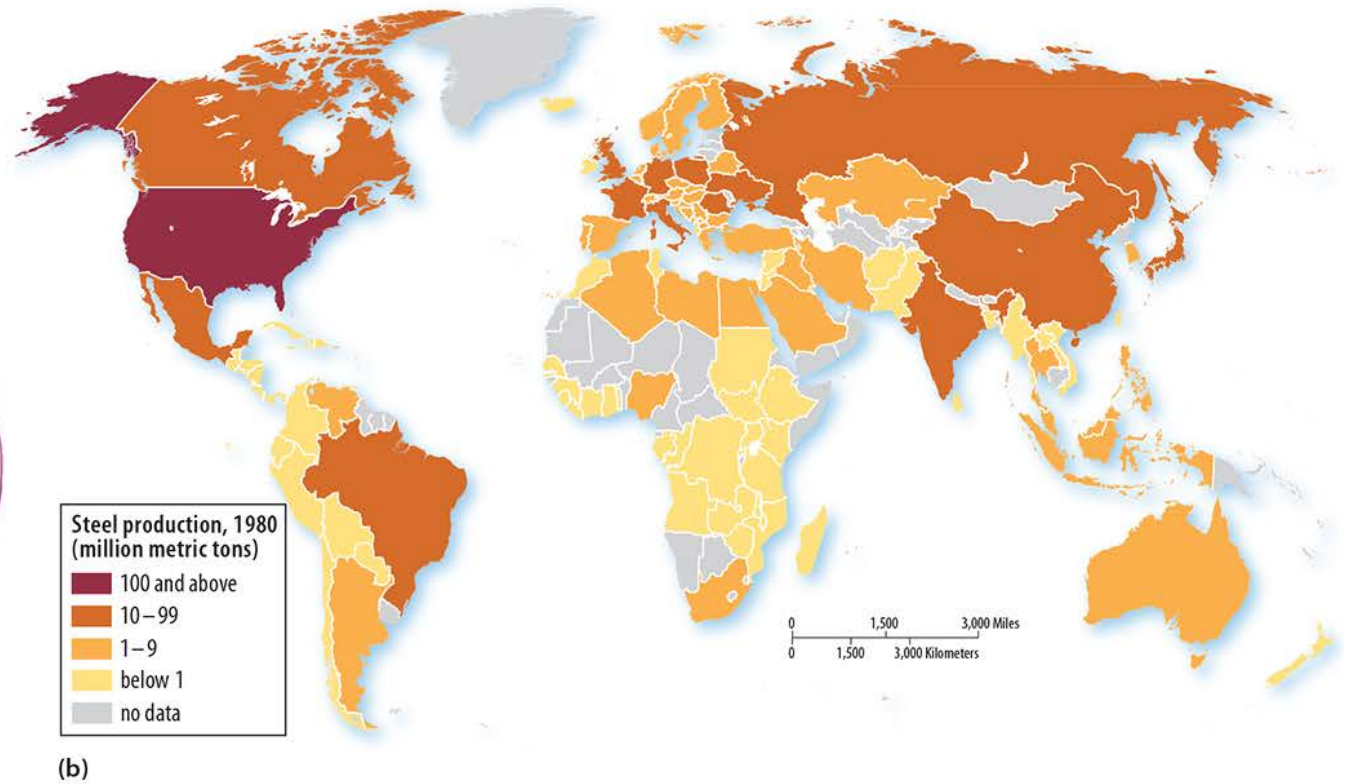 Steel production, 1980
(million metric tons)
100 and above
10–99
1–9
below 1
no data
0 1,500 3,000 Miles
0 1,500 3,000 Kilometers
(b)